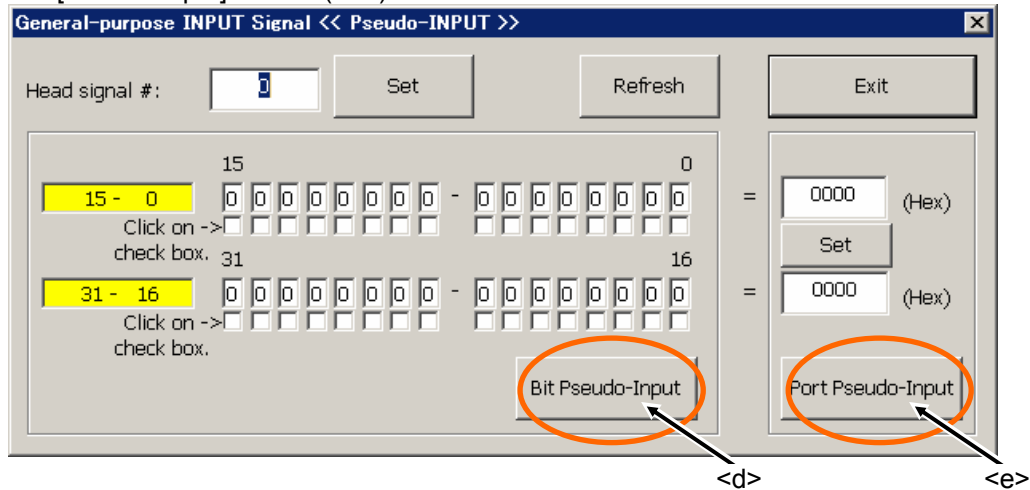 General-purpose INPUT Signal << Pseudo-INPUT >>
Head signal #: 0 Set Refresh Exit
15 0
15 - 0 0 0 0 0 0 0 0 0 - 0 0 0 0 0 0 0 0 = 0000 (Hex)
Click on ->
check box.
Set
31 16
31 - 16 0 0 0 0 0 0 0 0 - 0 0 0 0 0 0 0 0 = 0000 (Hex)
Click on ->
check box.
Bit Pseudo-Input Port Pseudo-Input
<d> <e>